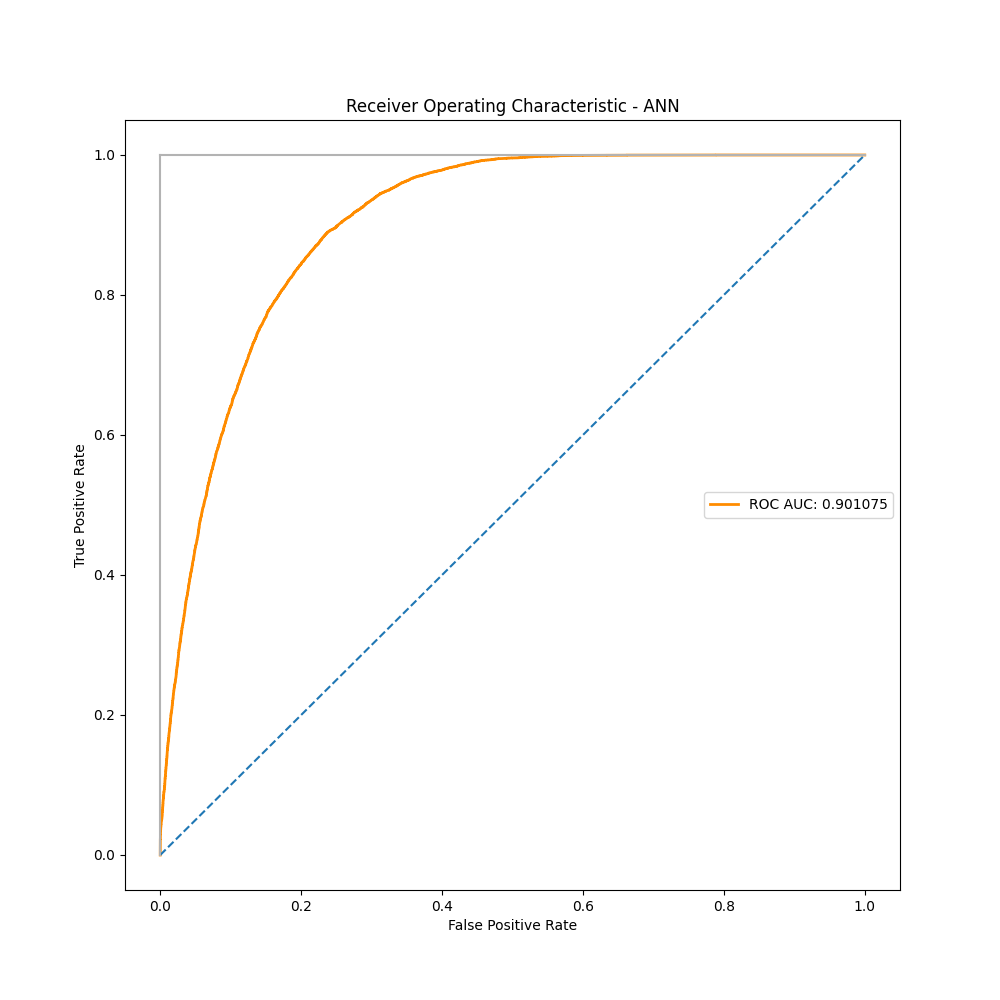 Receiver Operating Characteristic - ANN
1.0
0.8
0.6
0.4
0.2
0.0
True Positive Rate
ROC AUC: 0.901075
0.0 0.2 0.4 0.6 0.8 1.0
False Positive Rate